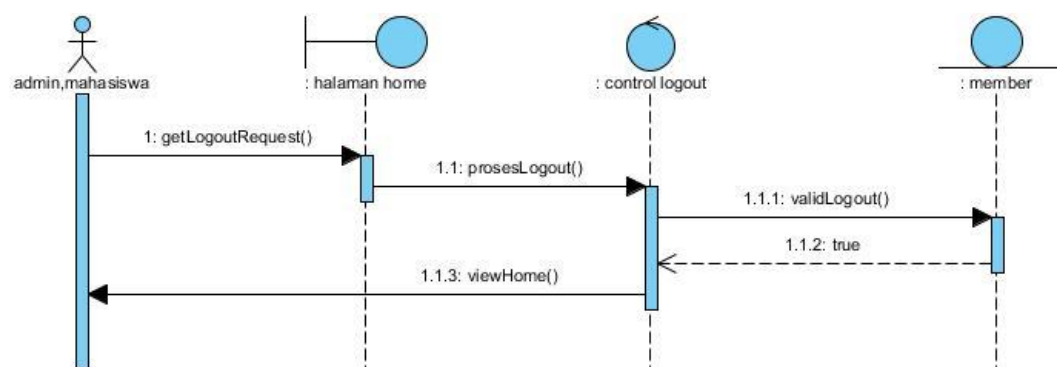 admin,mahasiswa
: halaman home
: control logout
: member
1: getLogoutRequest()
1.1: prosesLogout()
1.1.1: validLogout()
1.1.2: true
1.1.3: viewHome()